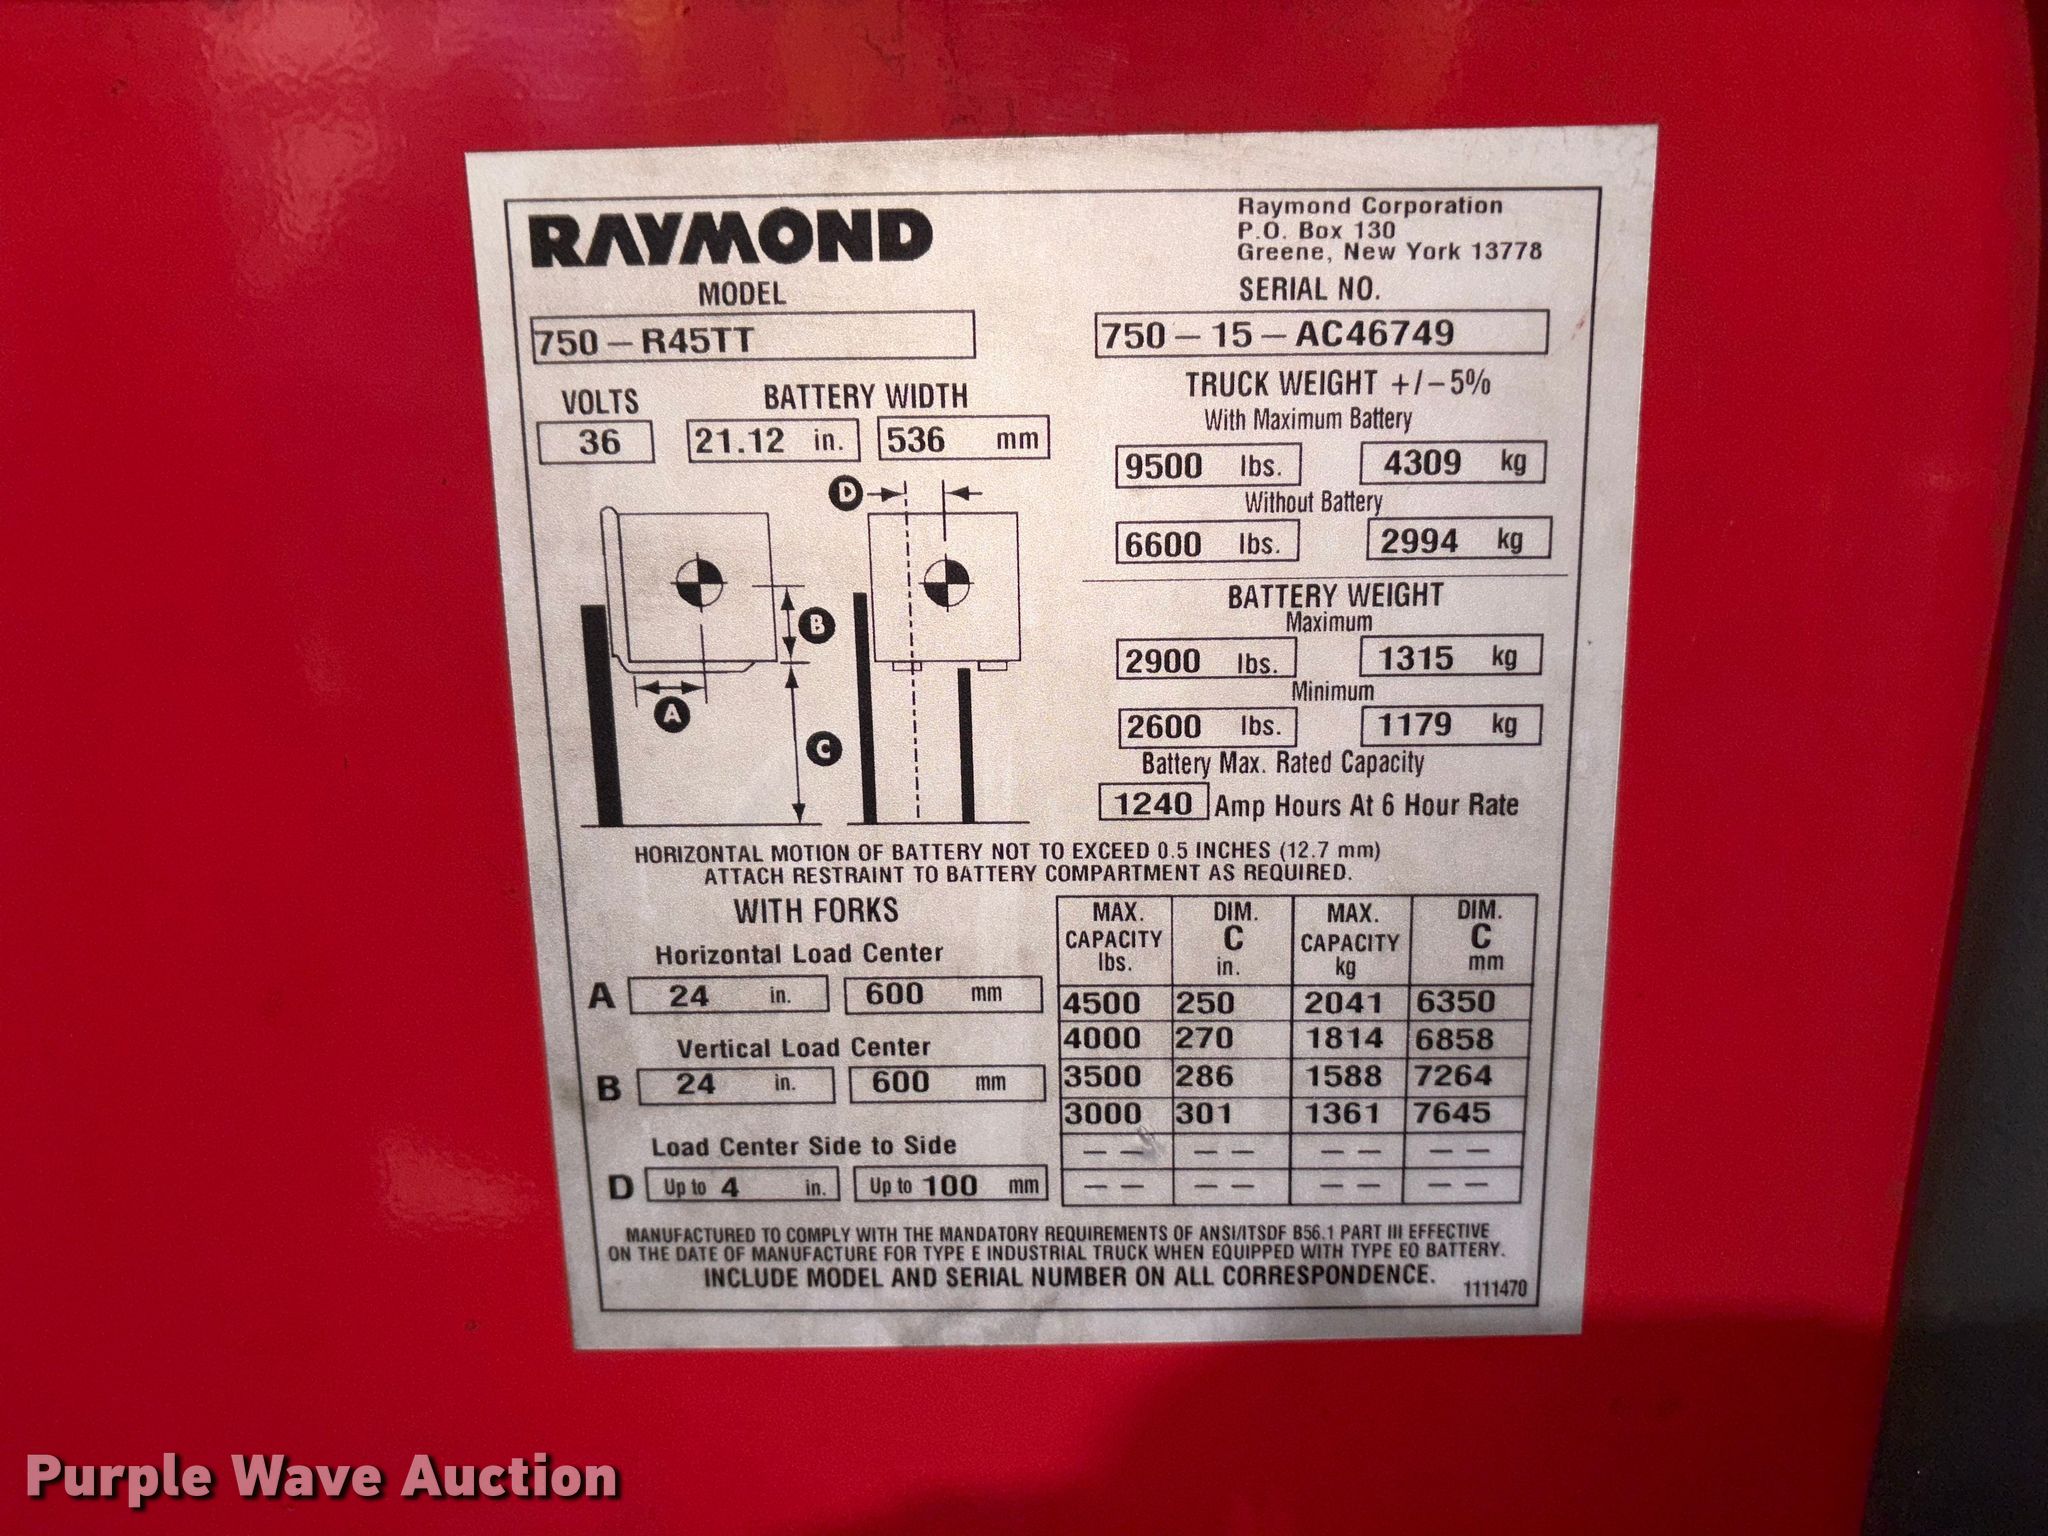 RAYMOND
Raymond Corporation
P.O. Box 130
Greene, New York 13778
MODEL
750 – R45TT
SERIAL NO.
750 – 15 – AC46749
VOLTS
36
BATTERY WIDTH
21.12 in. 536 mm
TRUCK WEIGHT +/-5%
With Maximum Battery
9500 lbs. 4309 kg
Without Battery
6600 lbs. 2994 kg
BATTERY WEIGHT
Maximum
2900 lbs. 1315 kg
Minimum
2600 lbs. 1179 kg
Battery Max. Rated Capacity
1240 Amp Hours At 6 Hour Rate
D
B
A
C
HORIZONTAL MOTION OF BATTERY NOT TO EXCEED 0.5 INCHES (12.7 mm)
ATTACH RESTRAINT TO BATTERY COMPARTMENT AS REQUIRED.
WITH FORKS
Horizontal Load Center
A 24 in. 600 mm
Vertical Load Center
B 24 in. 600 mm
Load Center Side to Side
D Up to 4 in. Up to 100 mm
MAX. CAPACITY lbs. DIM. C in. MAX. CAPACITY kg DIM. C mm
4500 250 2041 6350
4000 270 1814 6858
3500 286 1588 7264
3000 301 1361 7645
– – – – – – – –
– – – – – – – –
MANUFACTURED TO COMPLY WITH THE MANDATORY REQUIREMENTS OF ANSI/ITSDF B56.1 PART III EFFECTIVE
ON THE DATE OF MANUFACTURE FOR TYPE E INDUSTRIAL TRUCK WHEN EQUIPPED WITH TYPE EO BATTERY.
INCLUDE MODEL AND SERIAL NUMBER ON ALL CORRESPONDENCE.
1111470
Purple Wave Auction